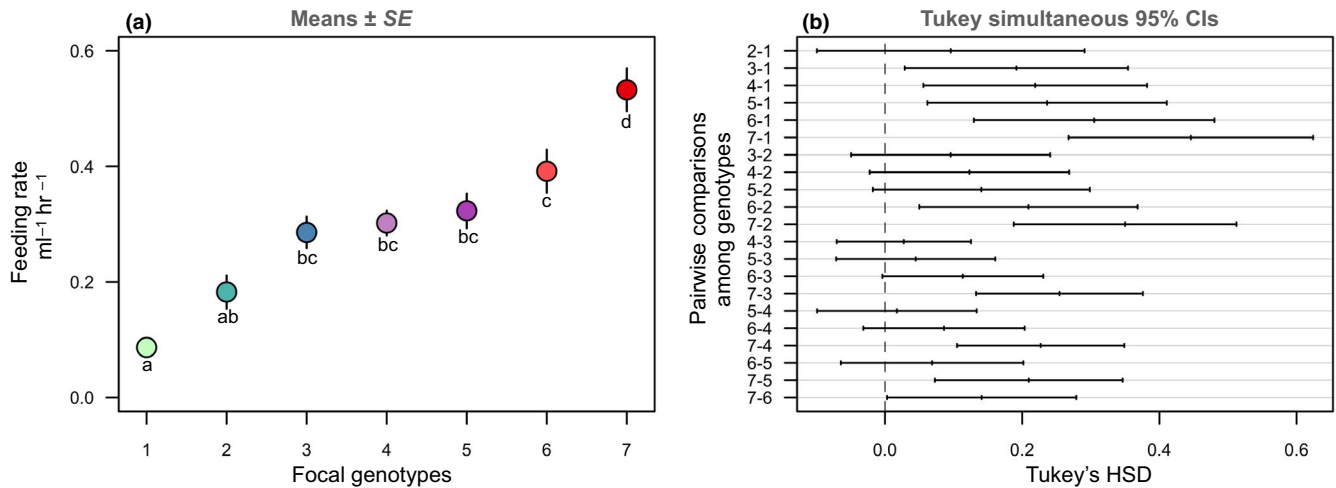 (a) Means ± SE
Feeding rate
ml⁻¹ hr ⁻¹
0.6
0.4
0.2
0.0
a
ab
bc
bc
bc
c
d
1 2 3 4 5 6 7
Focal genotypes
(b) Tukey simultaneous 95% CIs
Pairwise comparisons
among genotypes
2-1
3-1
4-1
5-1
6-1
7-1
3-2
4-2
5-2
6-2
7-2
4-3
5-3
6-3
7-3
5-4
6-4
7-4
6-5
7-5
7-6
0.0 0.2 0.4 0.6
Tukey’s HSD